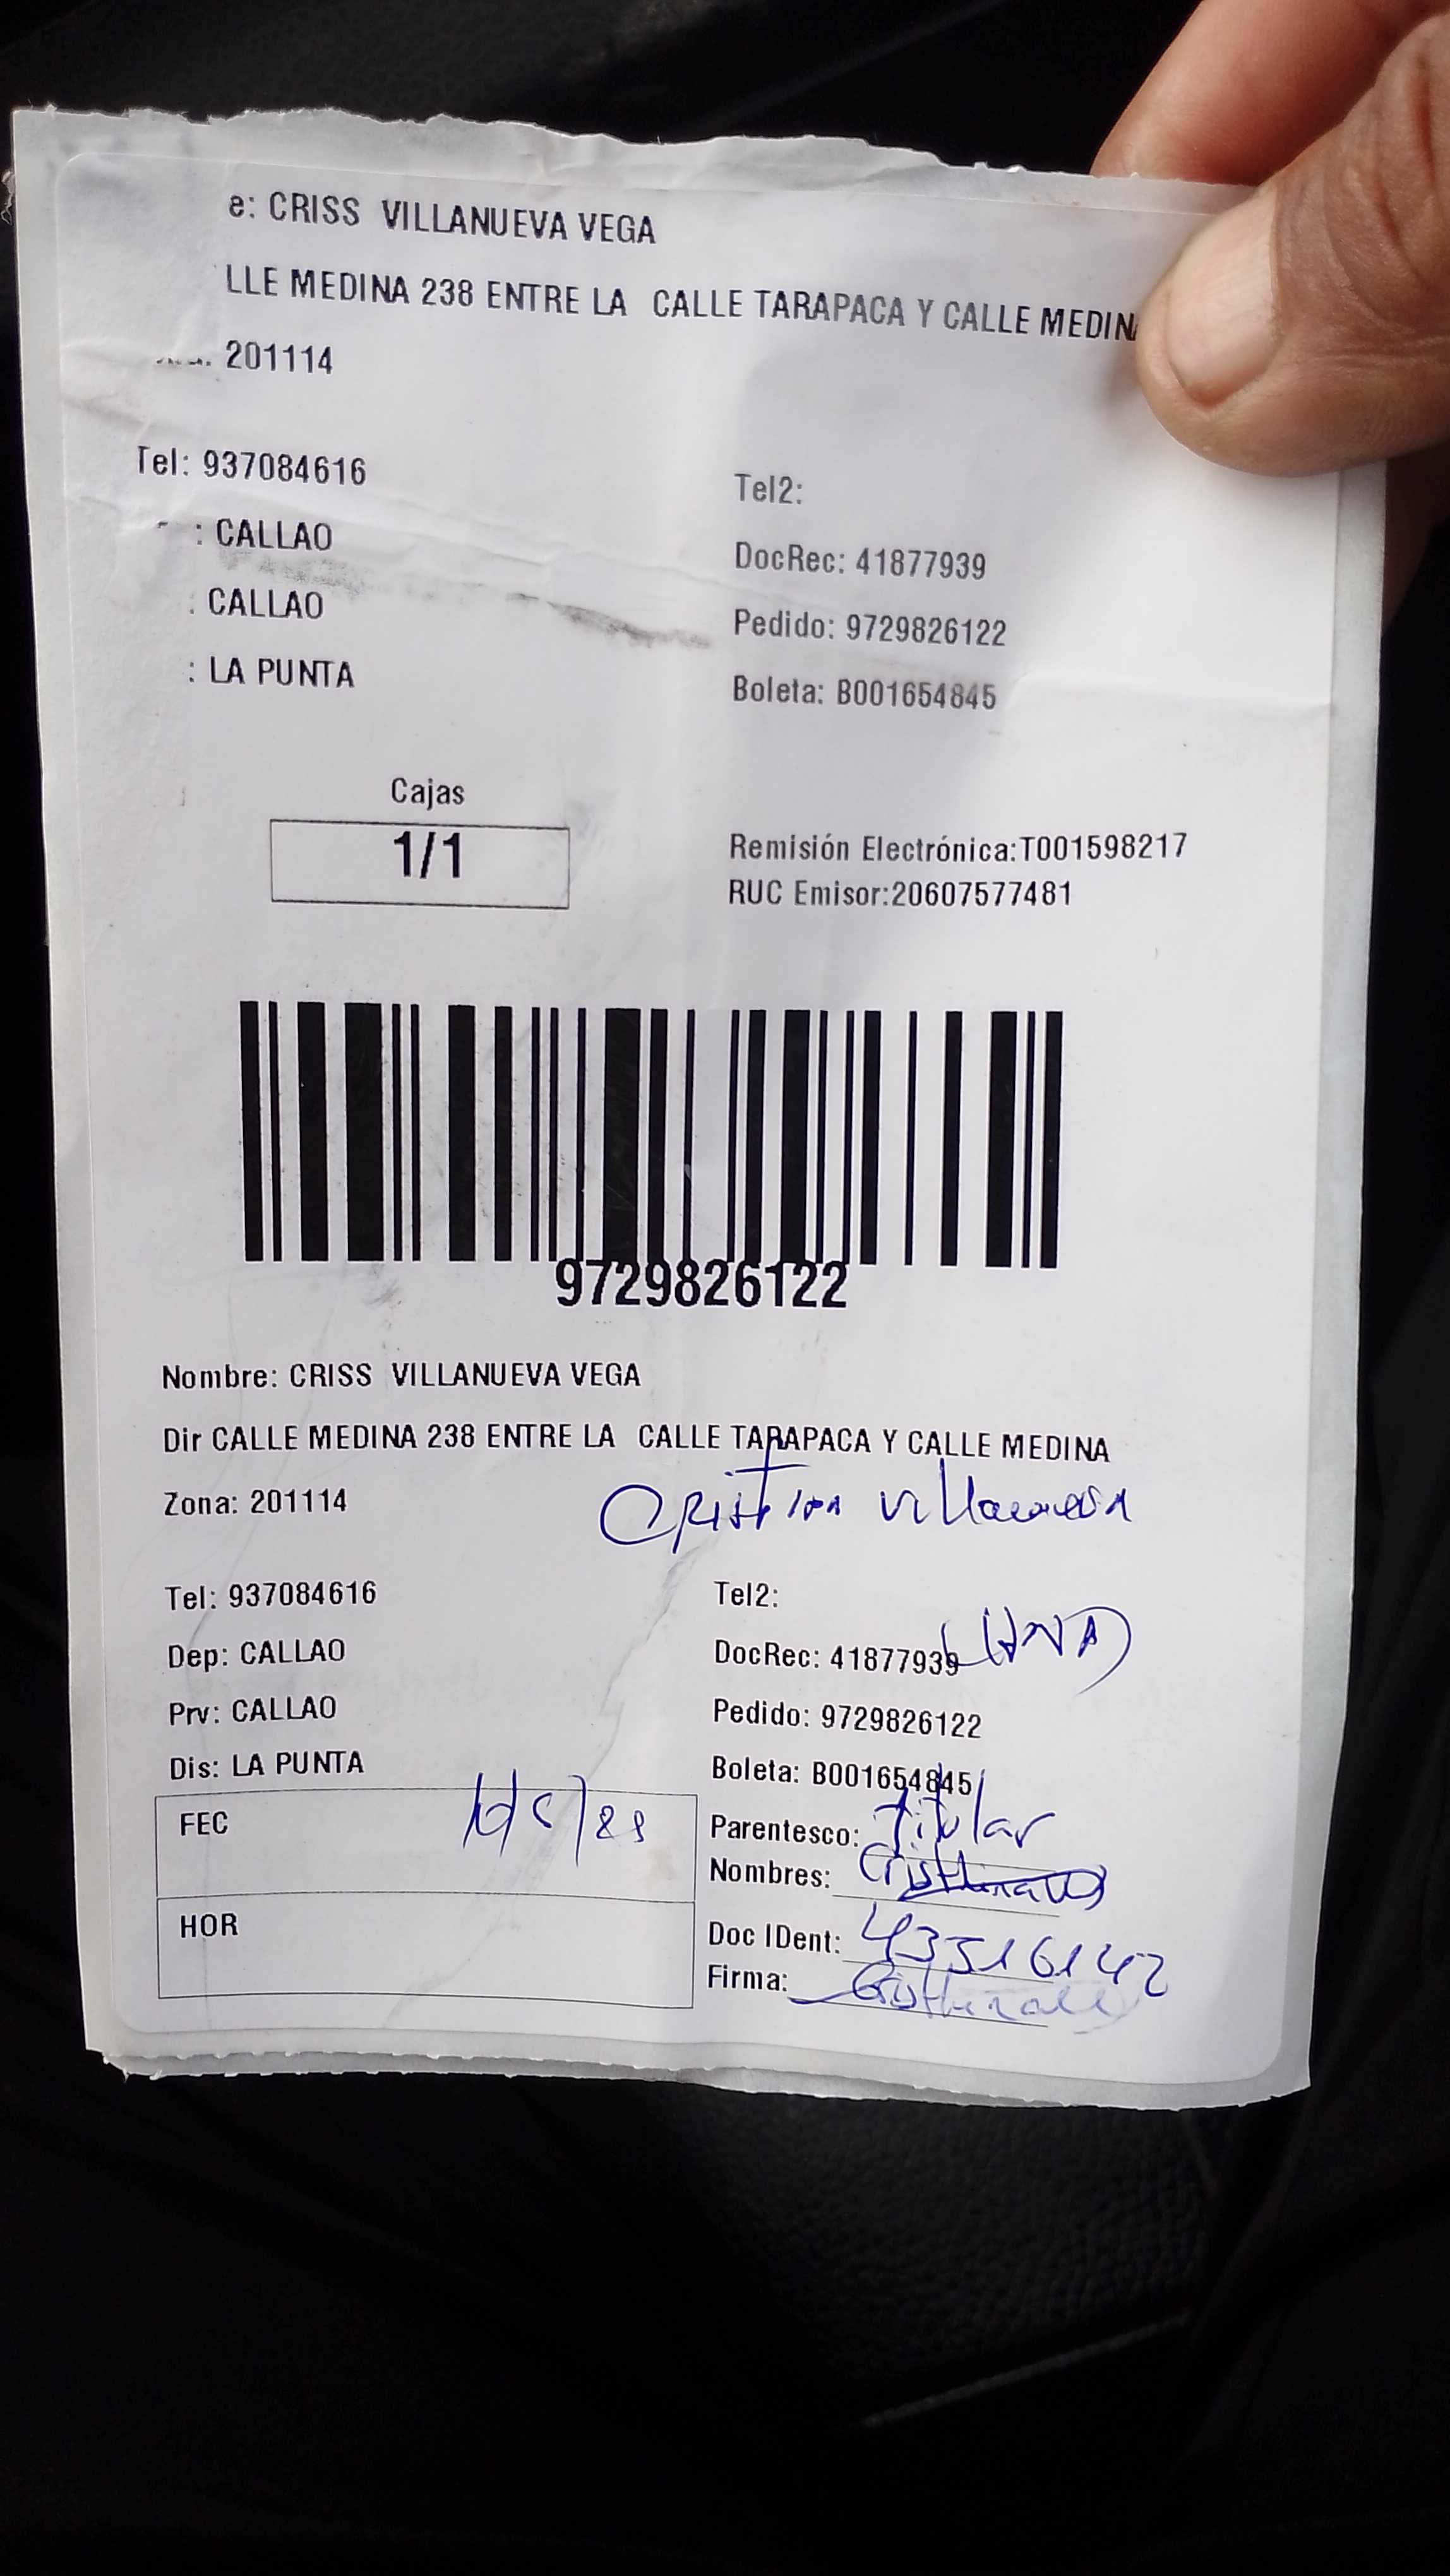 e: CRISS VILLANUEVA VEGA
LLE MEDINA 238 ENTRE LA CALLE TARAPACA Y CALLE MEDIN
201114
Tel: 937084616
Tel2:
: CALLAO
DocRec: 41877939
: CALLAO
Pedido: 9729826122
: LA PUNTA
Boleta: B001654845
Cajas
1/1
Remisión Electrónica:T001598217
RUC Emisor:20607577481
9729826122
Nombre: CRISS VILLANUEVA VEGA
Dir CALLE MEDINA 238 ENTRE LA CALLE TARAPACA Y CALLE MEDINA
Zona: 201114
Tel: 937084616
Tel2:
Dep: CALLAO
DocRec: 41877939
Prv: CALLAO
Pedido: 9729826122
Dis: LA PUNTA
Boleta: B001654845
FEC
Parentesco: Titular
Nombres:
HOR
Doc IDent: 43516142
Firma: